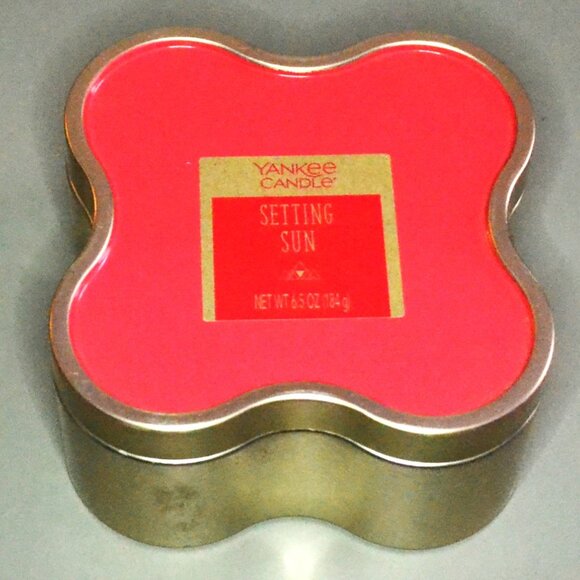 YANKEE
CANDLE®
SETTING
SUN
NET WT 6.5 OZ (184 g)